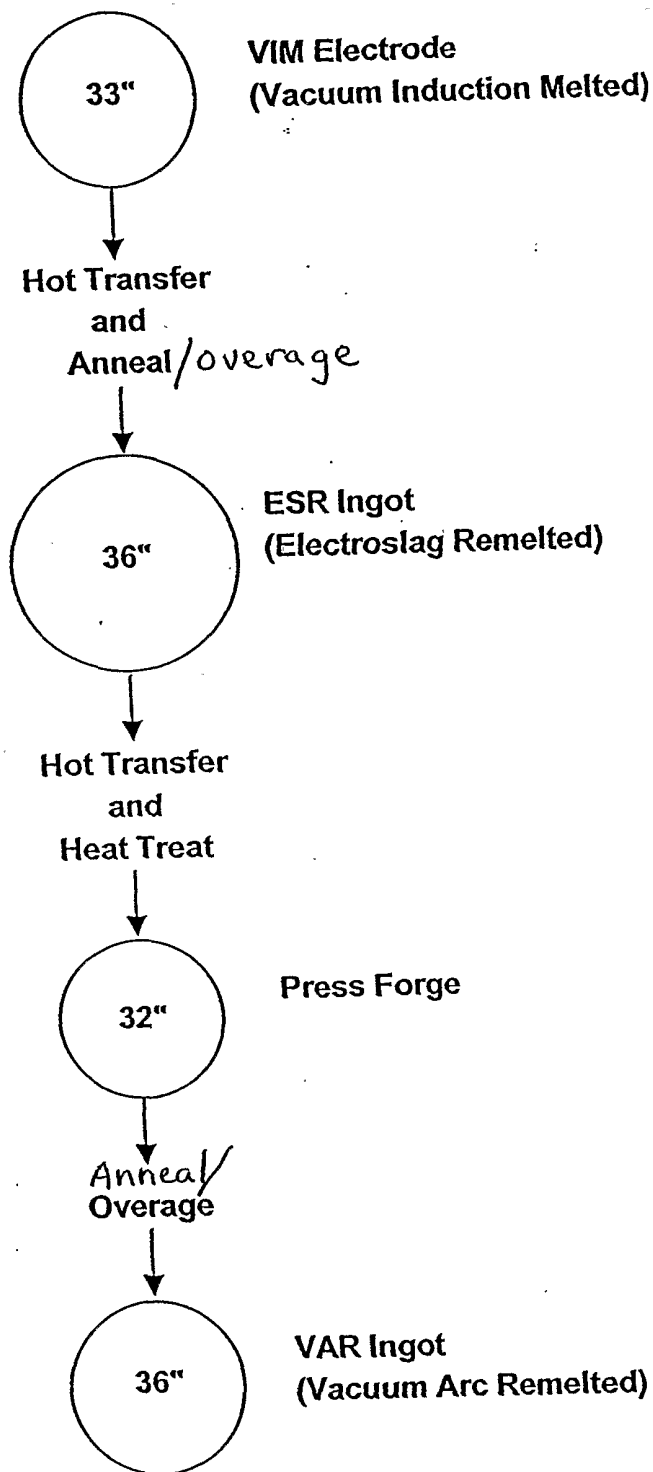 33"
VIM Electrode
(Vacuum Induction Melted)
Hot Transfer
and
Anneal/overage
36"
ESR Ingot
(Electroslag Remelted)
Hot Transfer
and
Heat Treat
32"
Press Forge
Anneal/
Overage
36"
VAR Ingot
(Vacuum Arc Remelted)